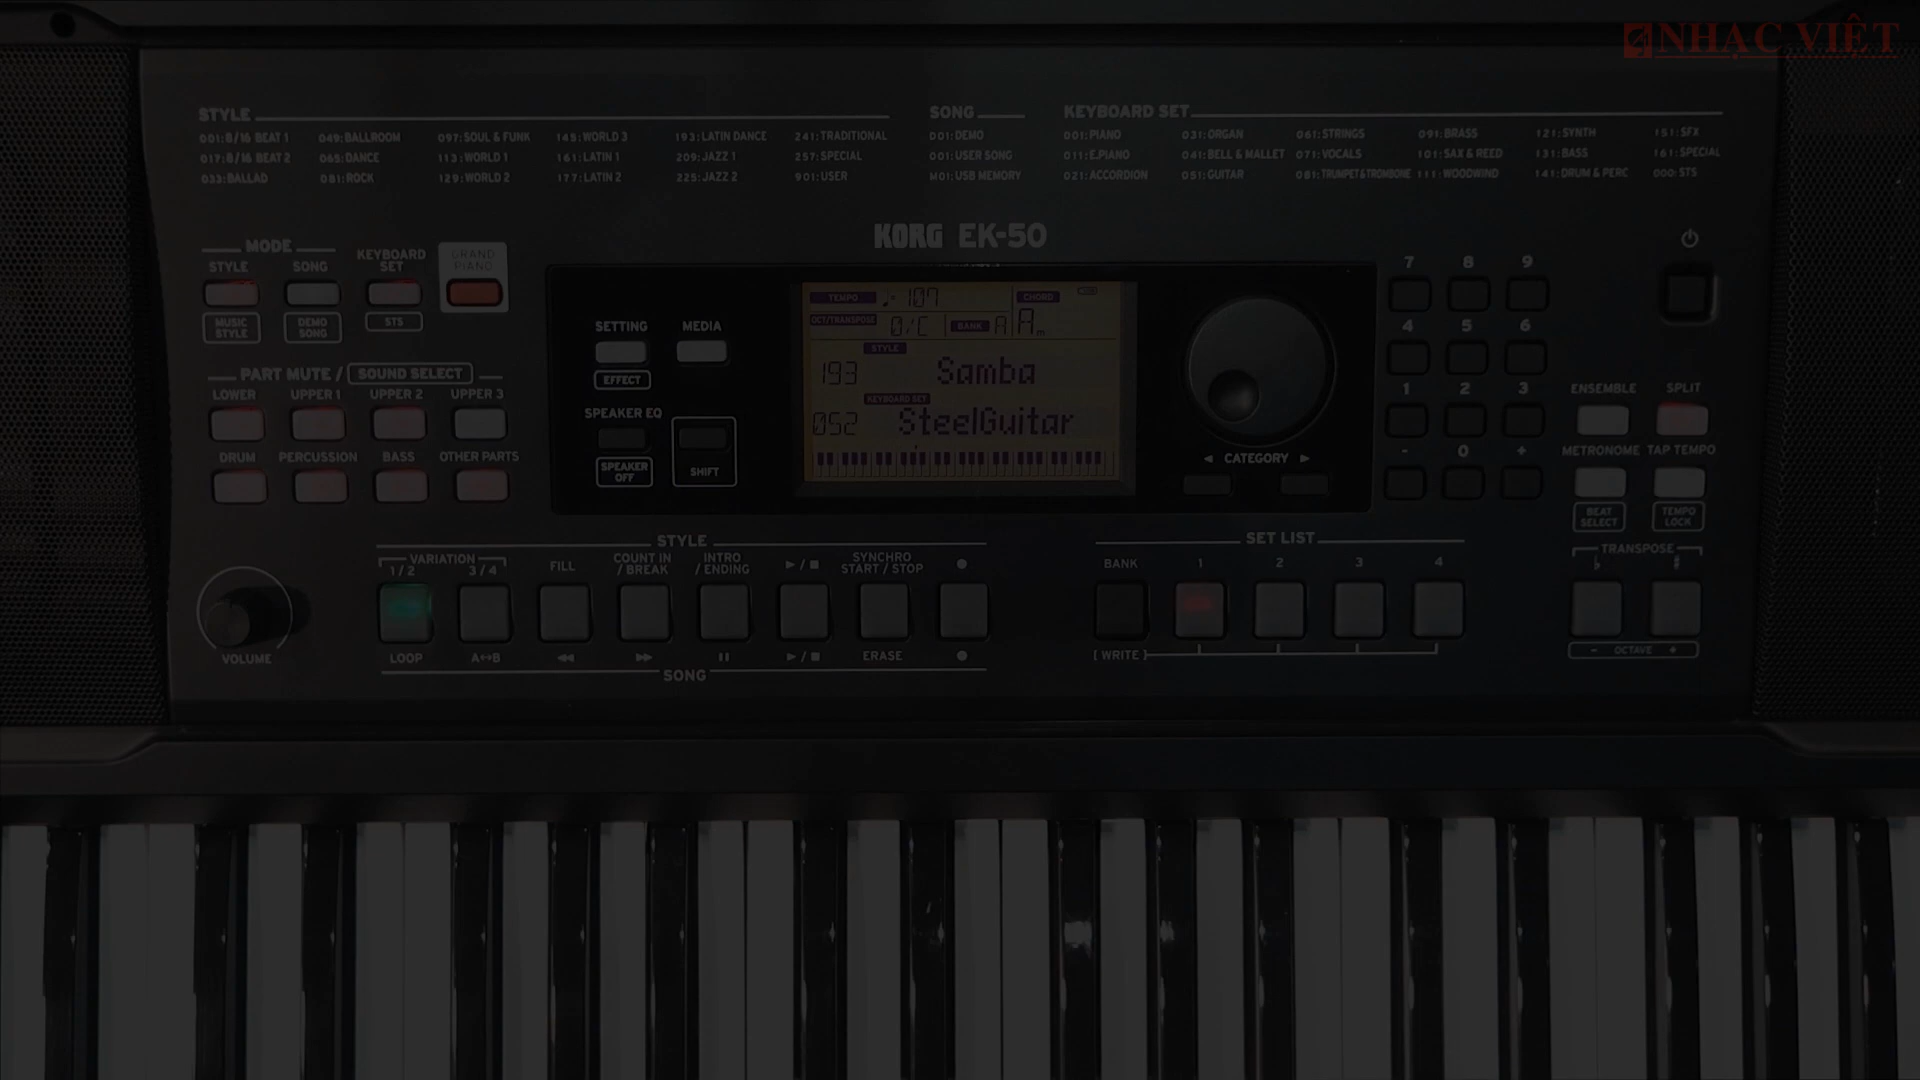 NHẠC VIỆT
STYLE
001:8/16 BEAT 1 049:BALLROOM 097:SOUL & FUNK 145:WORLD 3 193:LATIN DANCE 241:TRADITIONAL
017:8/16 BEAT 2 065:DANCE 113:WORLD 1 161:LATIN 1 209:JAZZ 1 257:SPECIAL
033:BALLAD 081:ROCK 129:WORLD 2 177:LATIN 2 225:JAZZ 2 901:USER
SONG
D01:DEMO
001:USER SONG
M01:USB MEMORY
KEYBOARD SET
001:PIANO 031:ORGAN 061:STRINGS 091:BRASS 121:SYNTH 151:SFX
011:E.PIANO 041:BELL & MALLET 071:VOCALS 101:SAX & REED 131:BASS 161:SPECIAL
021:ACCORDION 051:GUITAR 081:TRUMPET & TROMBONE 111:WOODWIND 141:DRUM & PERC 000:STS
KORG EK-50
MODE
STYLE SONG KEYBOARD SET GRAND PIANO
MUSIC STYLE DEMO SONG STS
PART MUTE / SOUND SELECT
LOWER UPPER 1 UPPER 2 UPPER 3
DRUM PERCUSSION BASS OTHER PARTS
VOLUME
SETTING MEDIA
EFFECT
SPEAKER EQ
SPEAKER OFF SHIFT
TEMPO ♩= 107 CHORD
OCT/TRANSPOSE 0/C BANK A Am
STYLE
193 Samba
KEYBOARD SET
052 SteelGuitar
◄ CATEGORY ►
7 8 9
4 5 6
1 2 3
- 0 +
ENSEMBLE SPLIT
METRONOME TAP TEMPO
BEAT SELECT TEMPO LOCK
TRANSPOSE
♭ ♯
- OCTAVE +
STYLE
VARIATION
1 / 2 3 / 4 FILL COUNT IN / BREAK INTRO / ENDING ►/■ SYNCHRO START / STOP ●
LOOP A↔B ◄◄ ►► ❚❚ ►/■ ERASE ●
SONG
SET LIST
BANK 1 2 3 4
[ WRITE ]